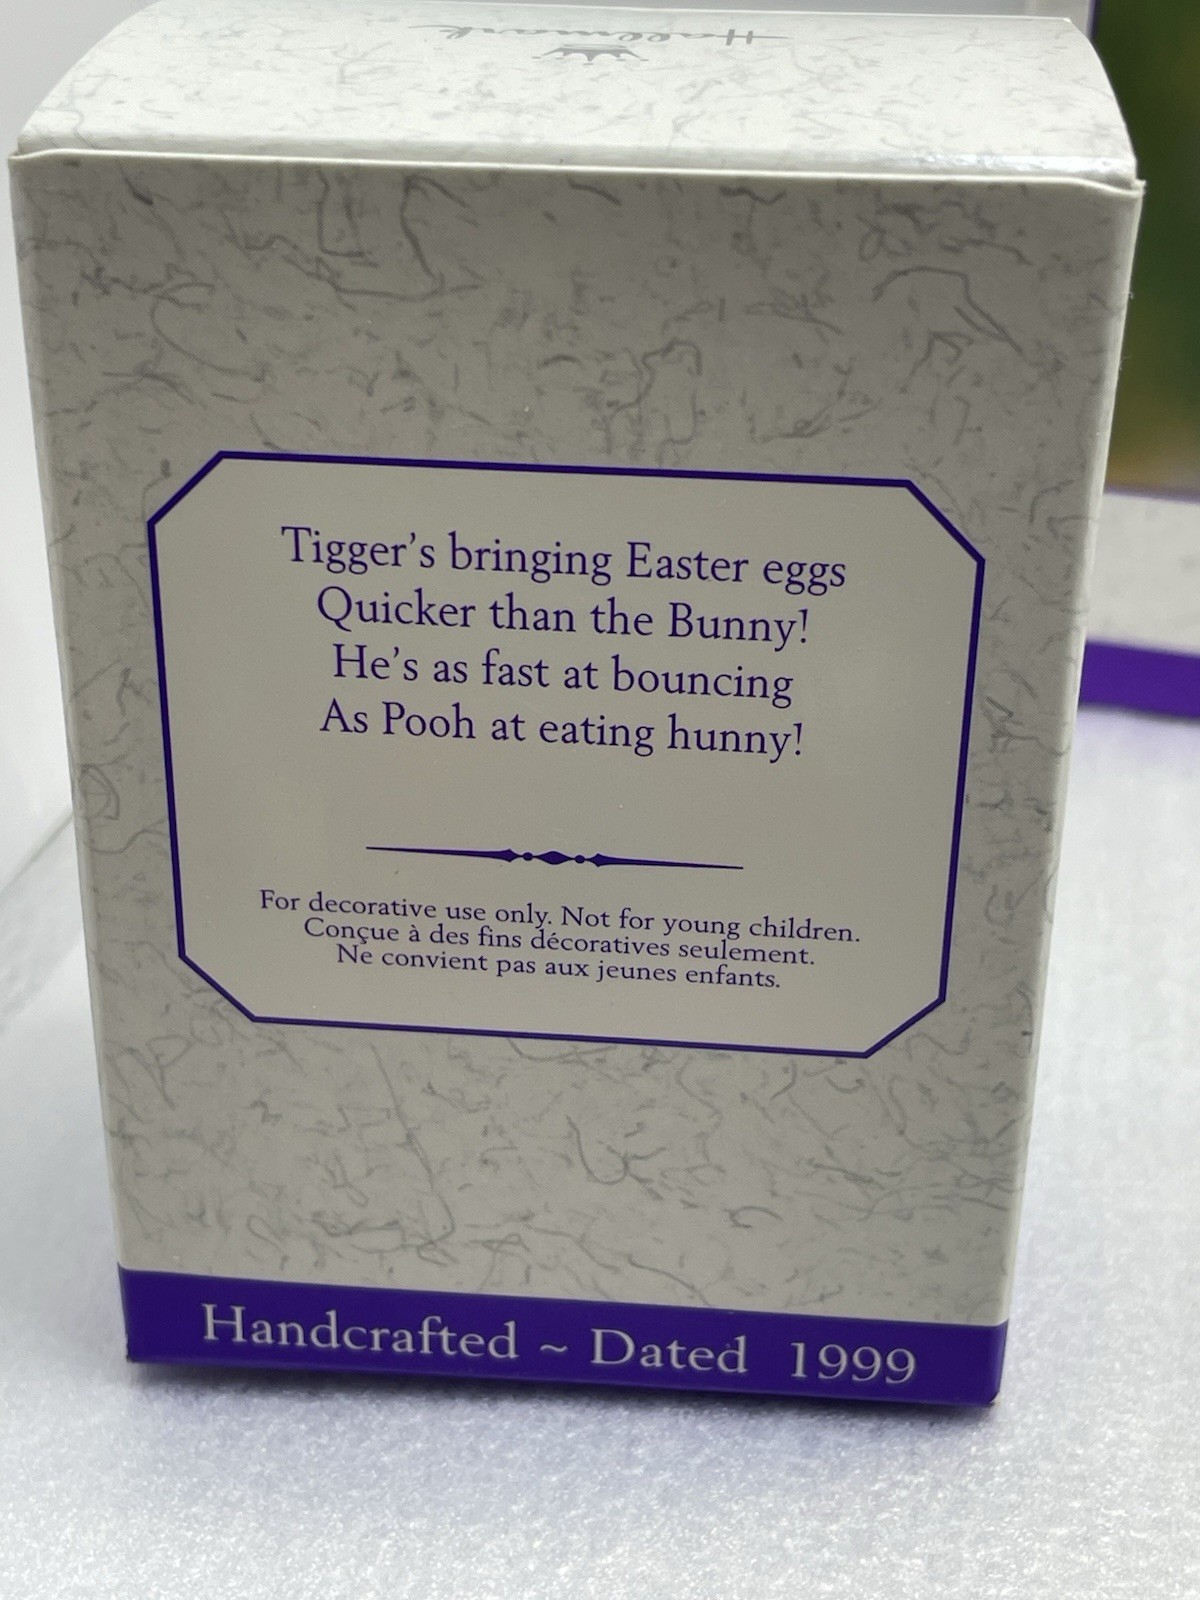 Hallmark
Tigger's bringing Easter eggs
Quicker than the Bunny!
He's as fast at bouncing
As Pooh at eating hunny!
For decorative use only. Not for young children.
Conçue à des fins décoratives seulement.
Ne convient pas aux jeunes enfants.
Handcrafted ~ Dated 1999